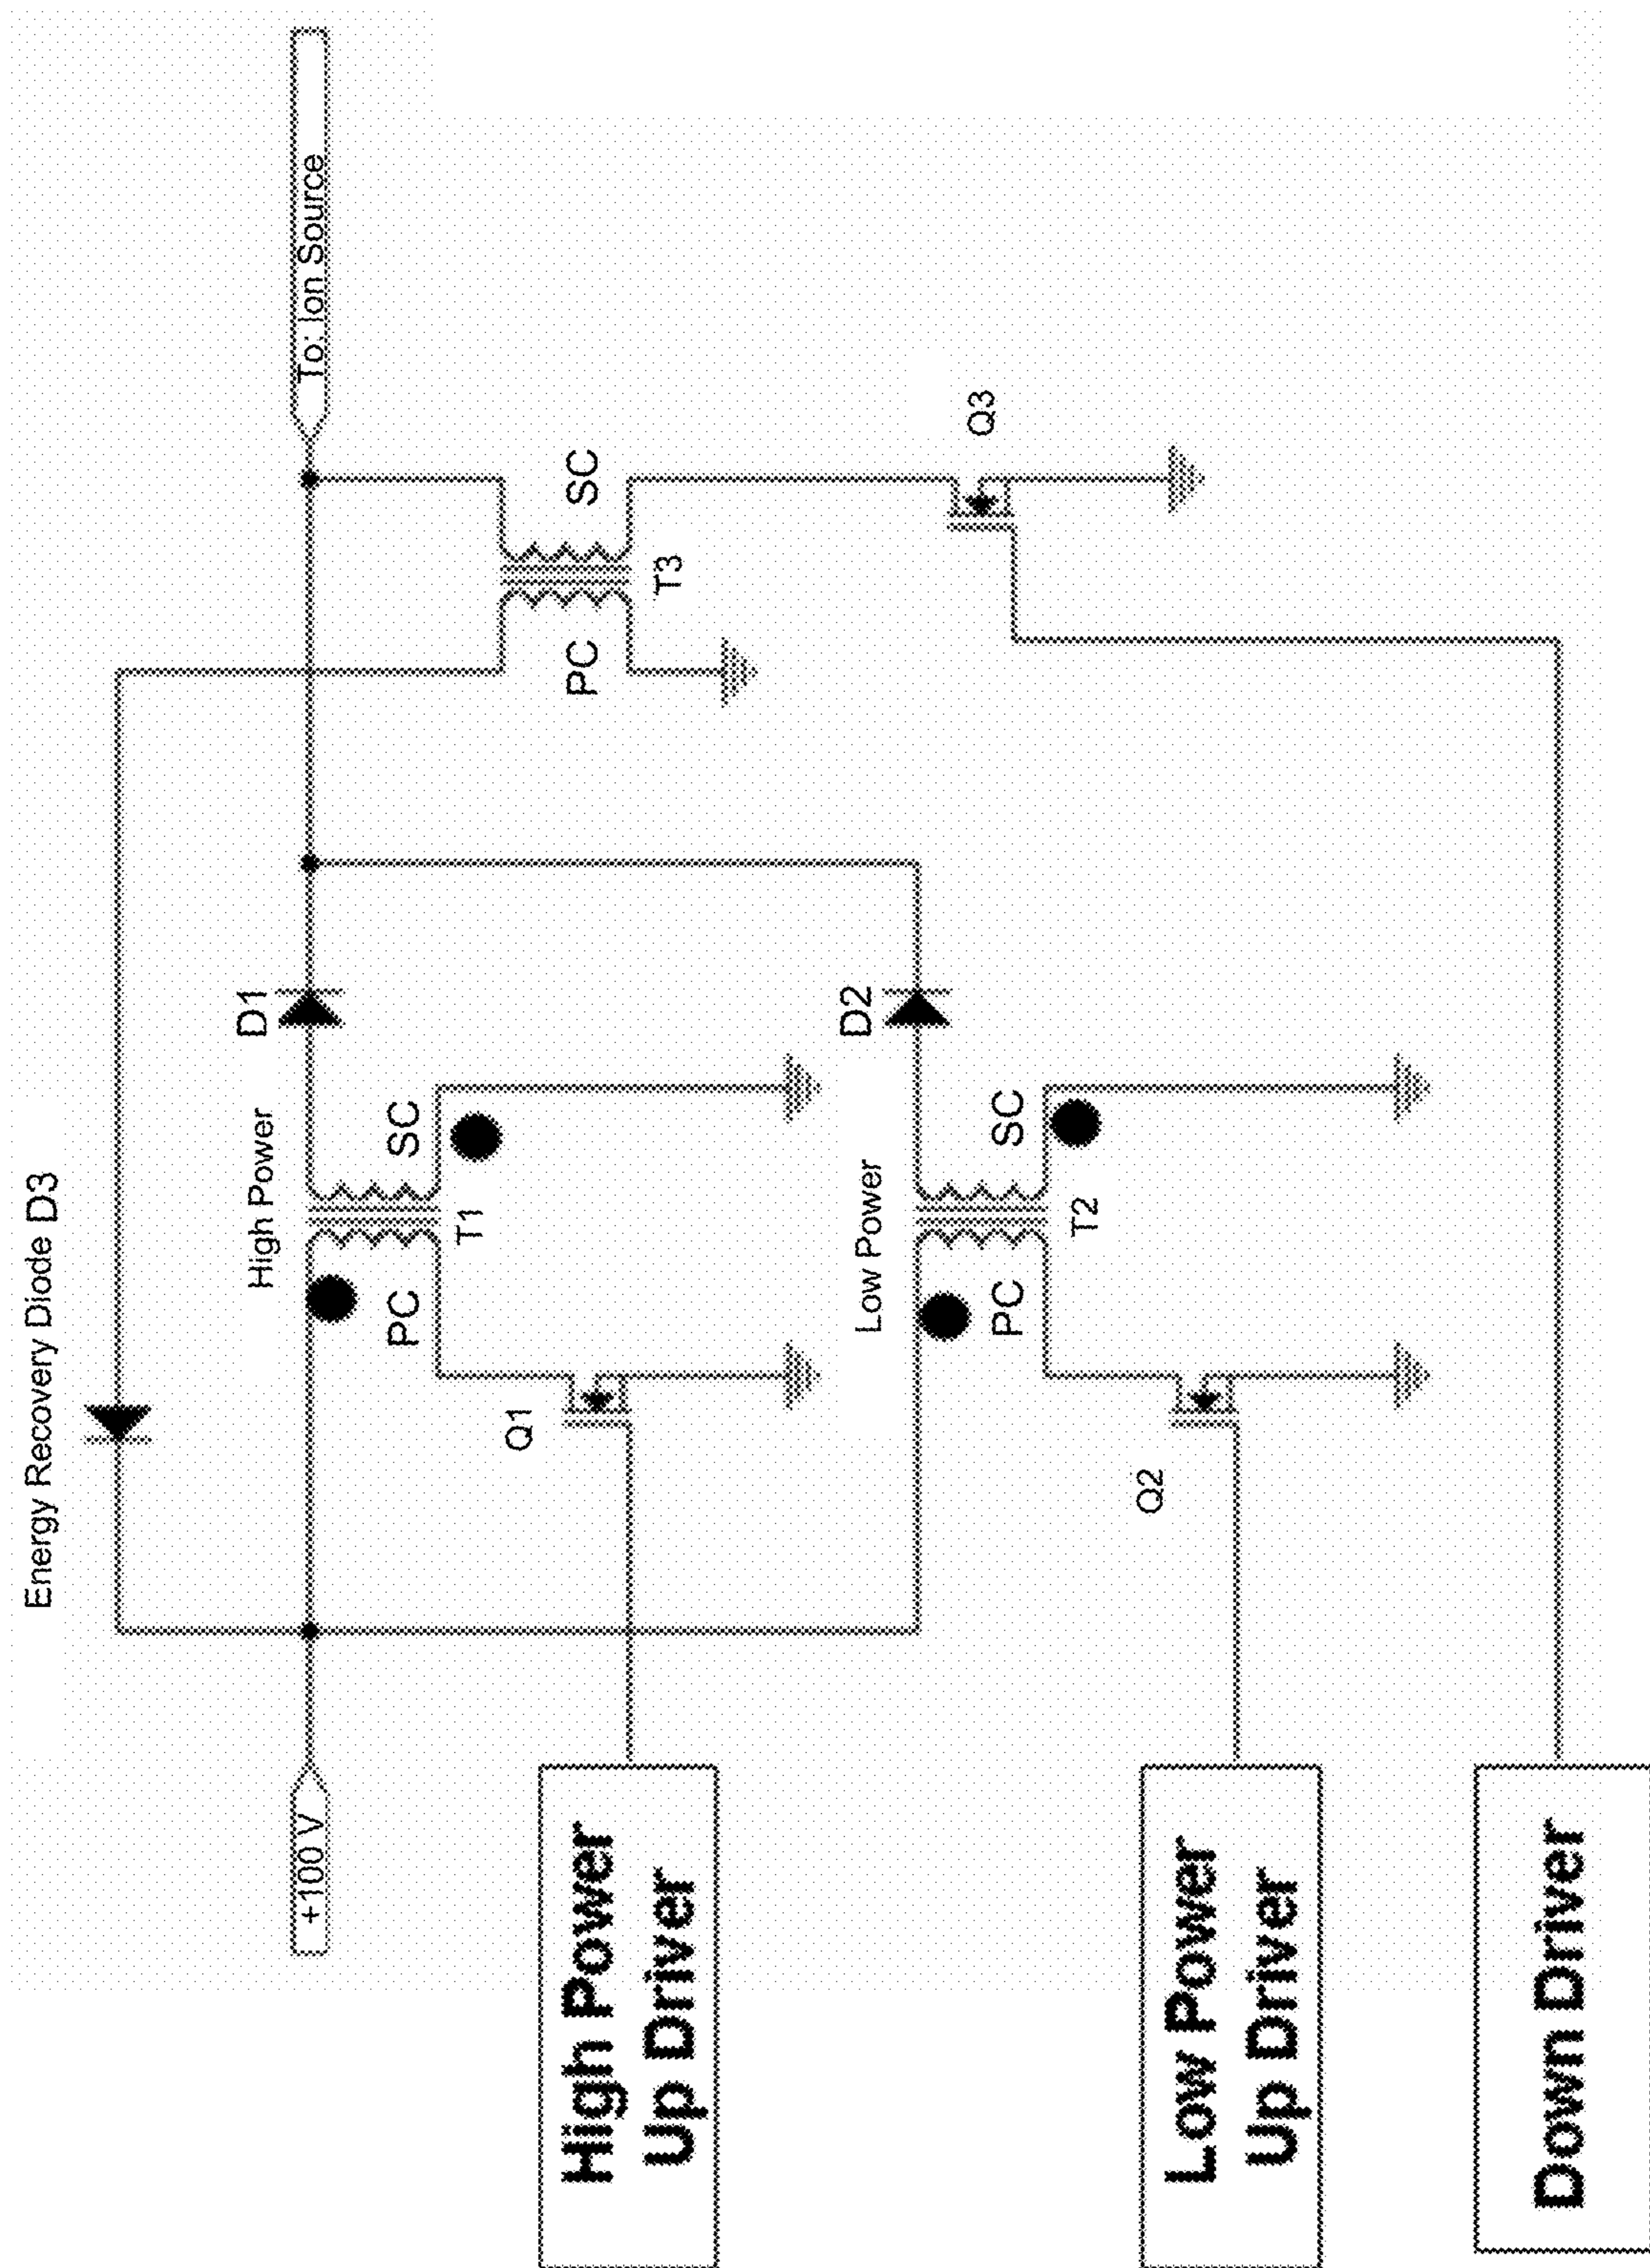 Energy Recovery Diode D3
+100 V
High Power
D1
To: Ion Source
PC
SC
T1
Q1
PC
SC
T3
High Power
Up Driver
Low Power
D2
PC
SC
T2
Q3
Q2
Low Power
Up Driver
Down Driver